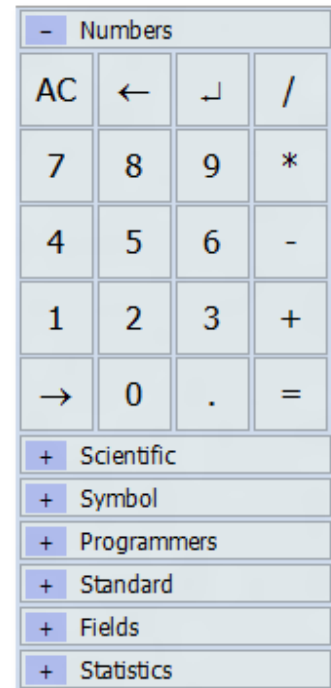 – Numbers
AC ← ↵ /
7 8 9 *
4 5 6 -
1 2 3 +
→ 0 . =
+ Scientific
+ Symbol
+ Programmers
+ Standard
+ Fields
+ Statistics